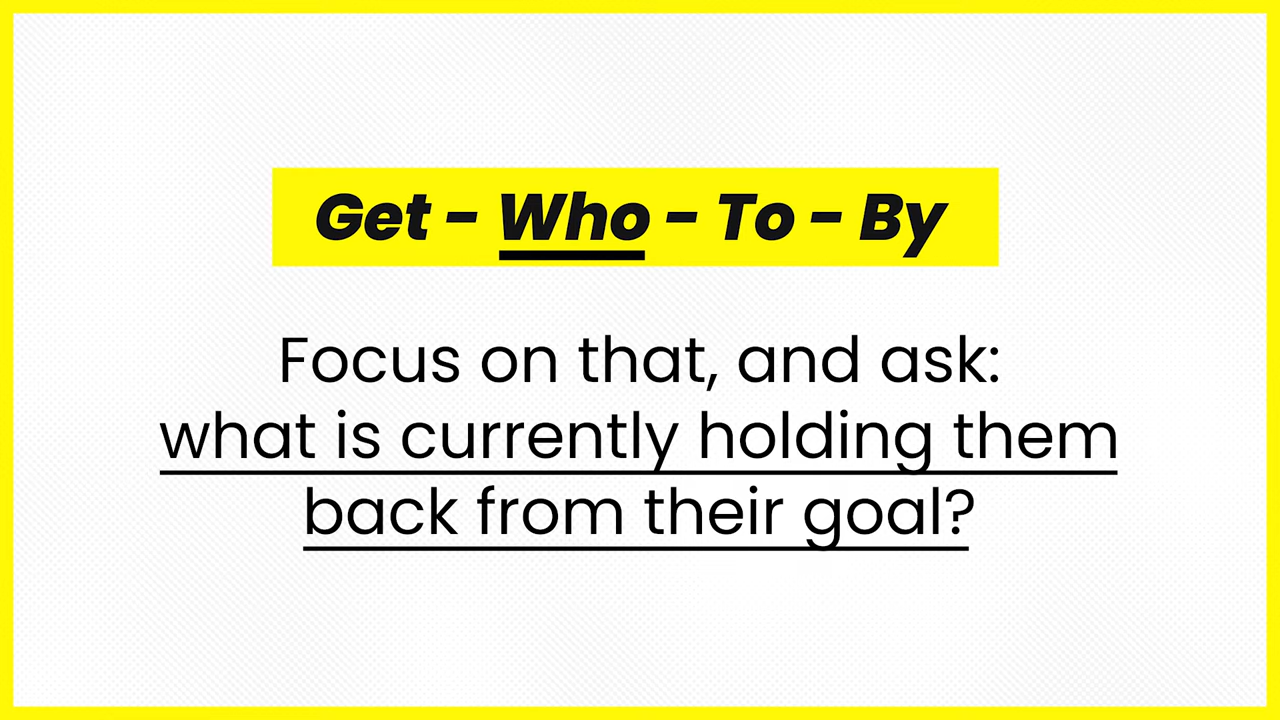 Get - Who - To - By
Focus on that, and ask:
what is currently holding them
back from their goal?